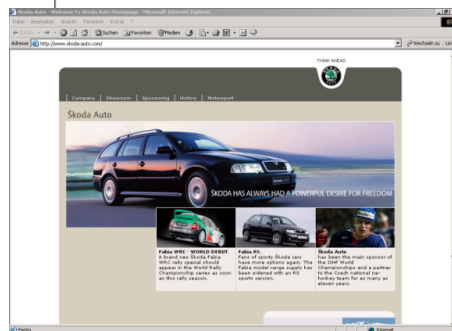 Skoda Auto - Welcome to Skoda Auto Homepage - Microsoft Internet Explorer
Datei Bearbeiten Ansicht Favoriten Extras ?
Zurück Suchen Favoriten Medien
Adresse http://www.skoda-auto.com/ Wechseln zu Links
THINK AHEAD
Company | Showroom | Sponsoring | History | Motorsport
Škoda Auto
ŠKODA HAS ALWAYS HAD A POWERFUL DESIRE FOR FREEDOM
Fabia WRC - WORLD DEBUT.
A brand new Škoda Fabia
WRC rally special should
appear in the World Rally
Championship series as soon
as this rally season.
Fabia RS.
Fans of sporty Škoda cars
have more options again. The
Fabia model range supply has
been widened with an RS
sports version.
Škoda Auto
has been the main sponsor of
the IIHF World
Championships and a partner
to the Czech national ice-
hockey team for as many as
eleven years.
Fertig Internet